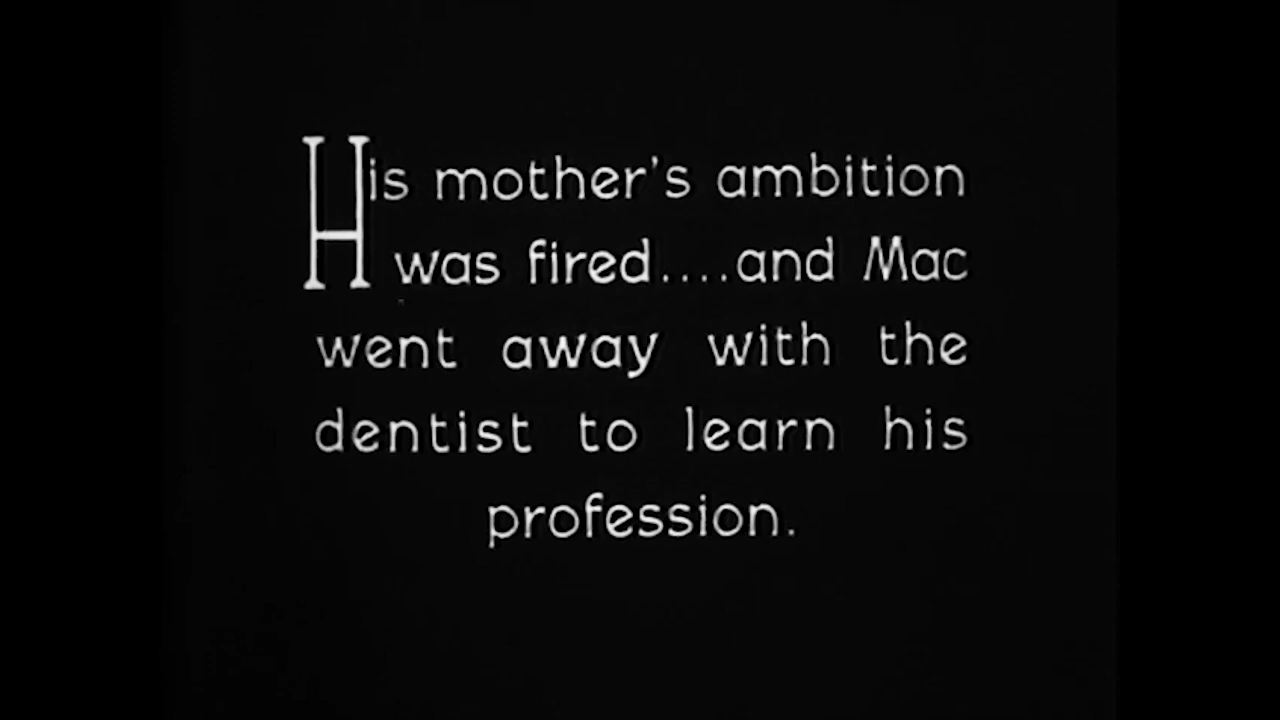 His mother's ambition
was fired....and Mac
went away with the
dentist to learn his
profession.